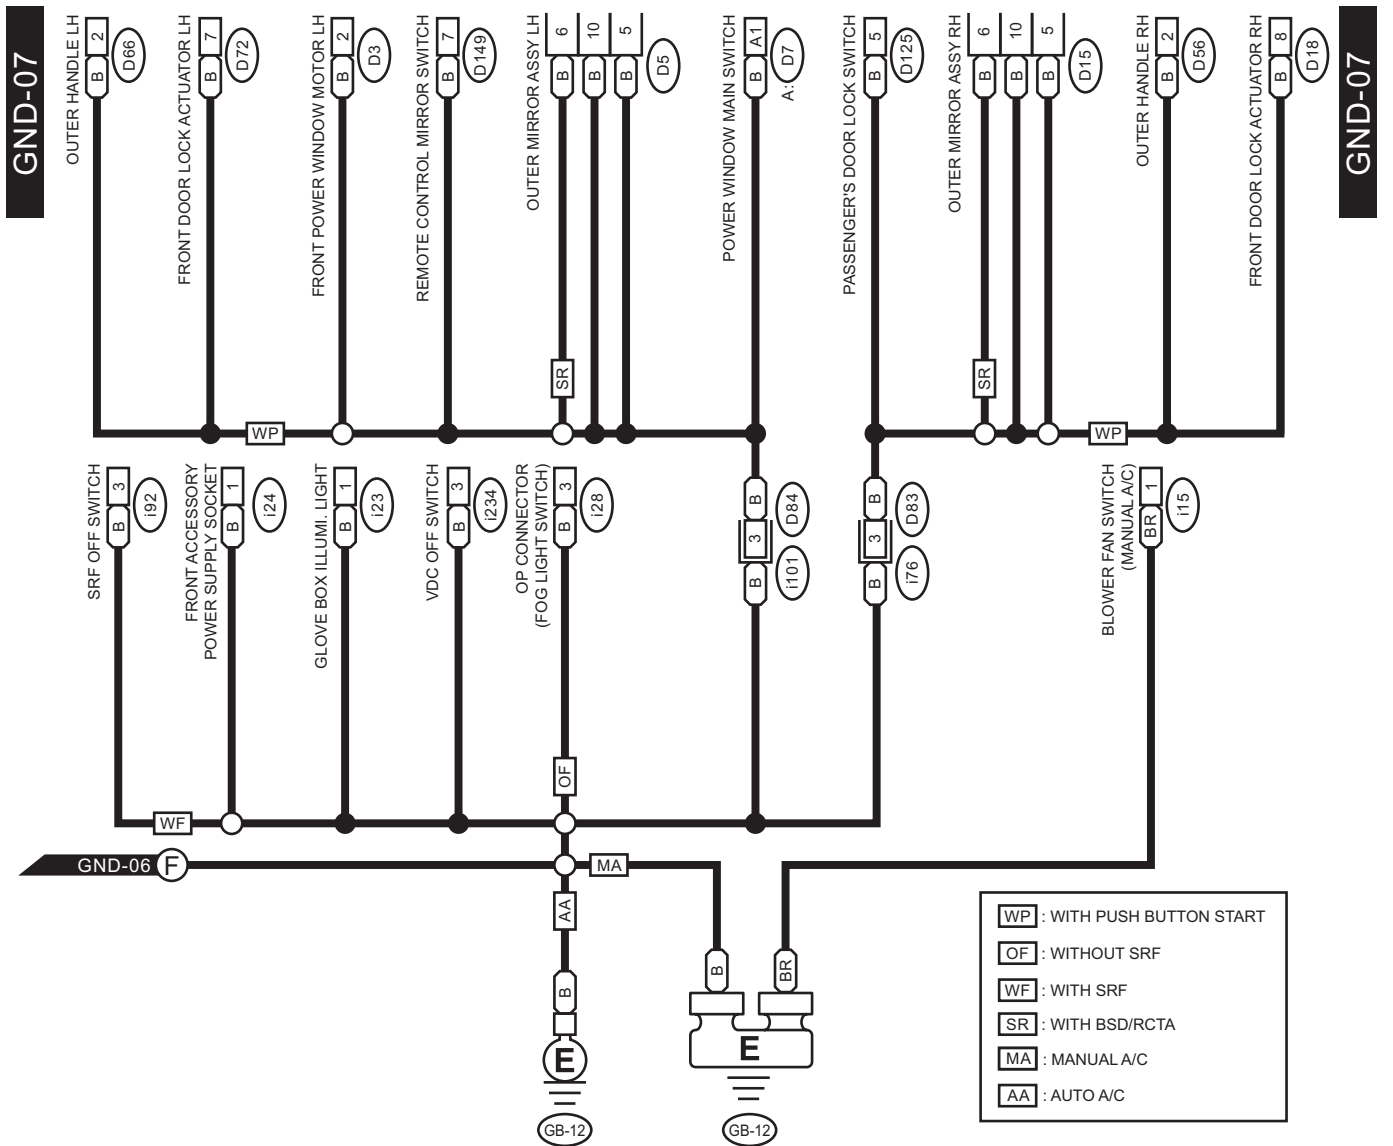 GND-07
GND-07
OUTER HANDLE LH
2
B
D66
FRONT DOOR LOCK ACTUATOR LH
7
B
D72
FRONT POWER WINDOW MOTOR LH
2
B
D3
REMOTE CONTROL MIRROR SWITCH
7
B
D149
OUTER MIRROR ASSY LH
6
10
5
B
B
B
D5
POWER WINDOW MAIN SWITCH
A1
B
A: D7
PASSENGER'S DOOR LOCK SWITCH
5
B
D125
OUTER MIRROR ASSY RH
6
10
5
B
B
B
D15
OUTER HANDLE RH
2
B
D56
FRONT DOOR LOCK ACTUATOR RH
8
B
D18
SR
SR
WP
WP
SRF OFF SWITCH
3
B
i92
FRONT ACCESSORY
POWER SUPPLY SOCKET
1
B
i24
GLOVE BOX ILLUMI. LIGHT
1
B
i23
VDC OFF SWITCH
3
B
i234
OP CONNECTOR
(FOG LIGHT SWITCH)
3
B
i28
B
D84
3
B
i101
B
D83
3
B
i76
BLOWER FAN SWITCH
(MANUAL A/C)
1
BR
i15
OF
WF
GND-06
F
MA
AA
B
B
BR
E
E
GB-12
GB-12
WP : WITH PUSH BUTTON START
OF : WITHOUT SRF
WF : WITH SRF
SR : WITH BSD/RCTA
MA : MANUAL A/C
AA : AUTO A/C